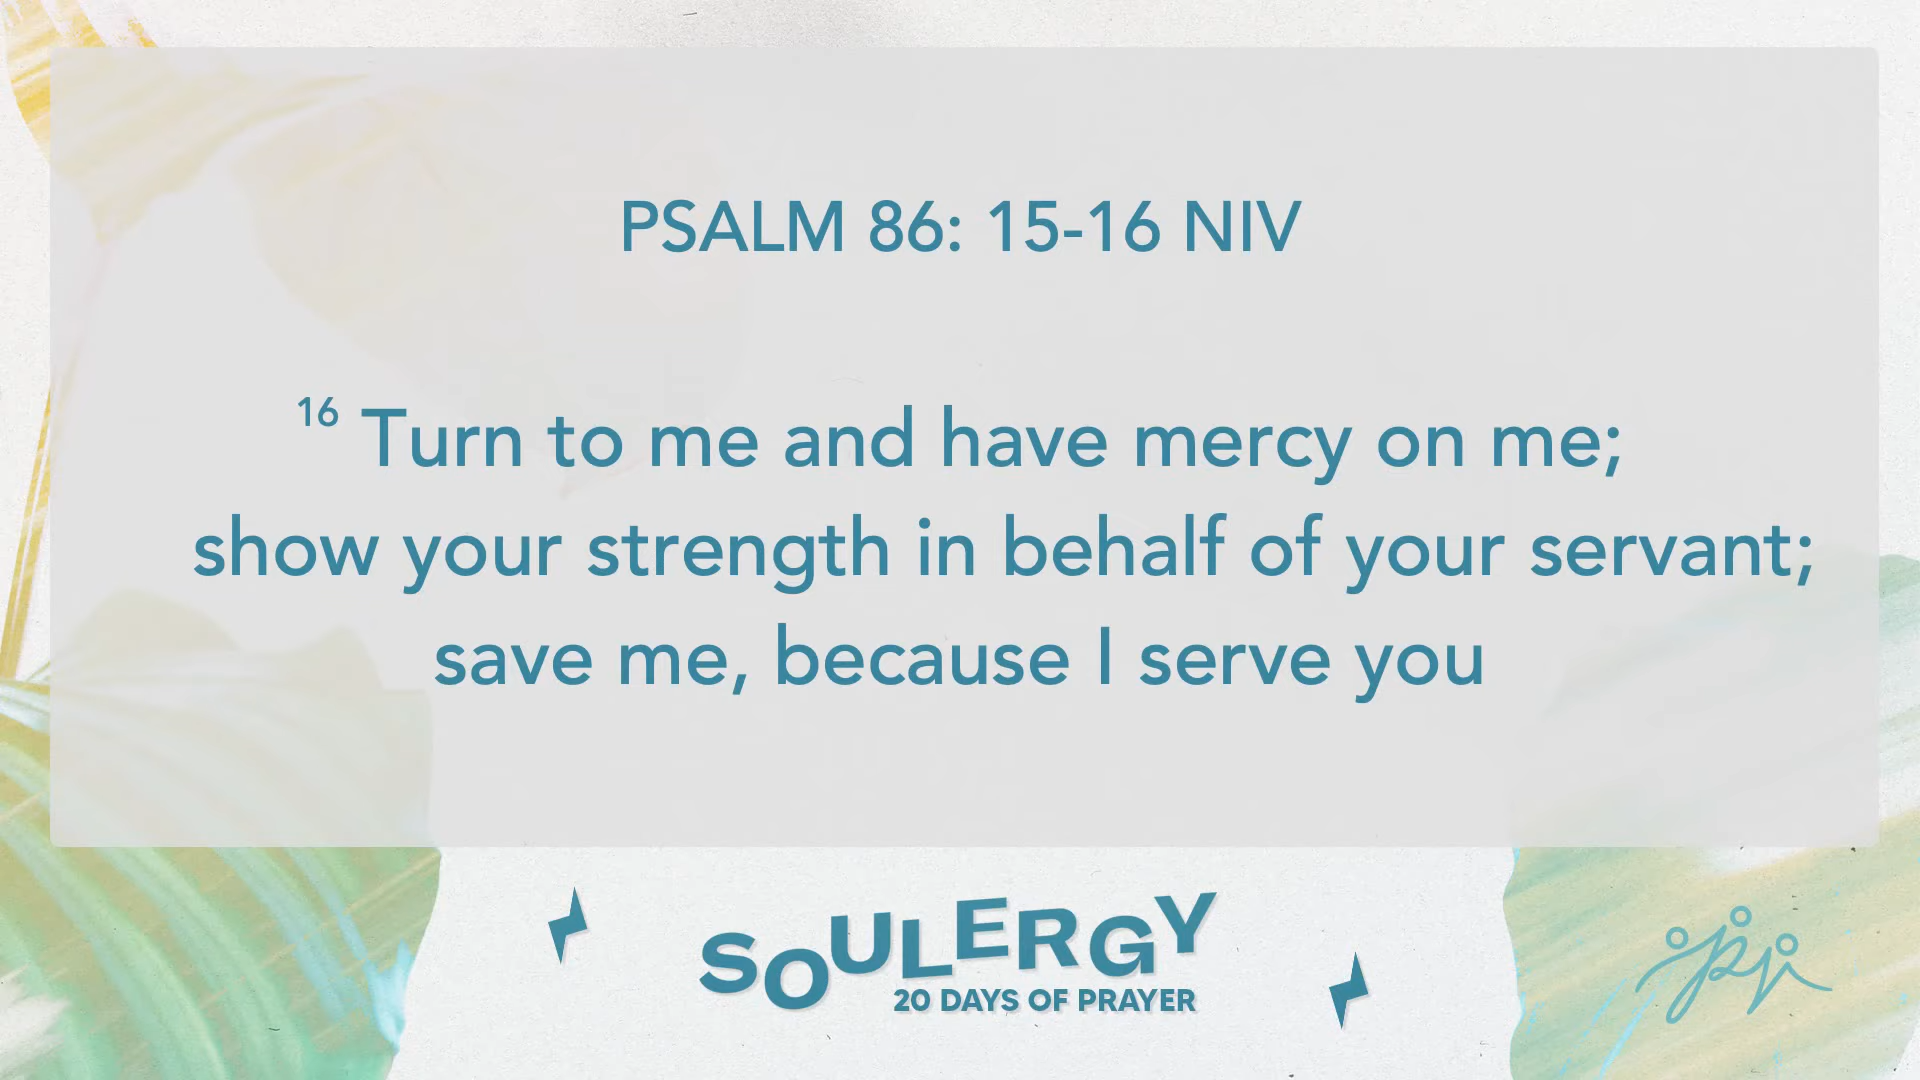 PSALM 86: 15-16 NIV
16 Turn to me and have mercy on me;
show your strength in behalf of your servant;
save me, because I serve you
SOULERGY
20 DAYS OF PRAYER